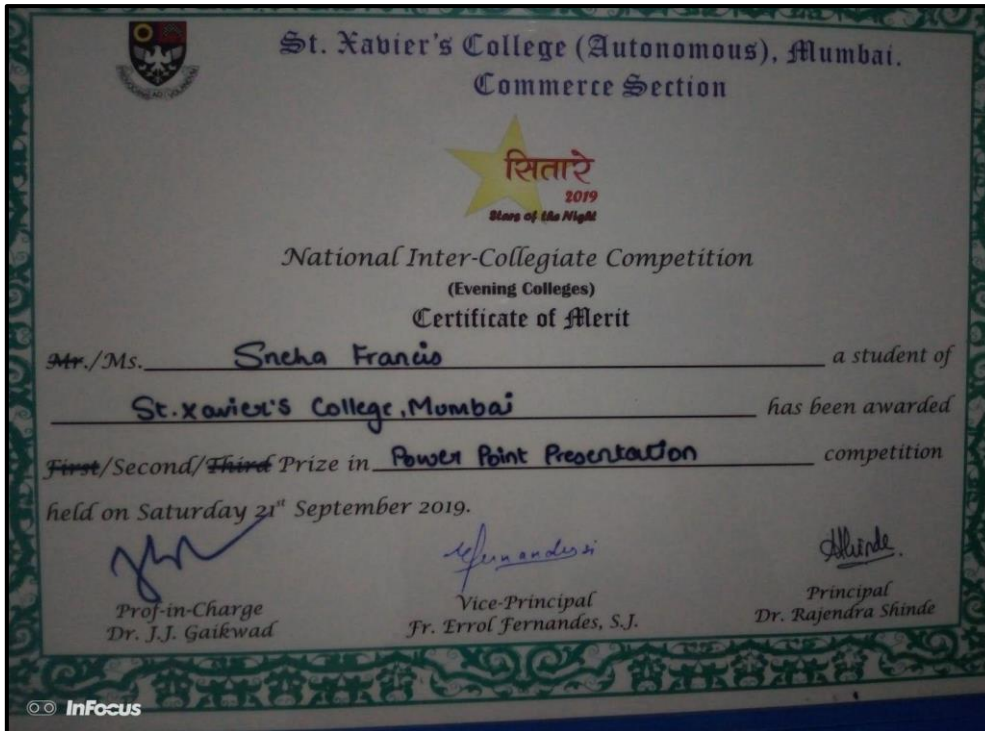 St. Xavier's College (Autonomous), Mumbai.
Commerce Section
सितारे
2019
Stars of the Night
National Inter-Collegiate Competition
(Evening Colleges)
Certificate of Merit
Mr./Ms. Sneha Francis a student of
St. Xavier's College, Mumbai has been awarded
First/Second/Third Prize in Power Point Presentation competition
held on Saturday 21st September 2019.
Prof-in-Charge
Dr. J.J. Gaikwad
Vice-Principal
Fr. Errol Fernandes, S.J.
Principal
Dr. Rajendra Shinde
InFocus